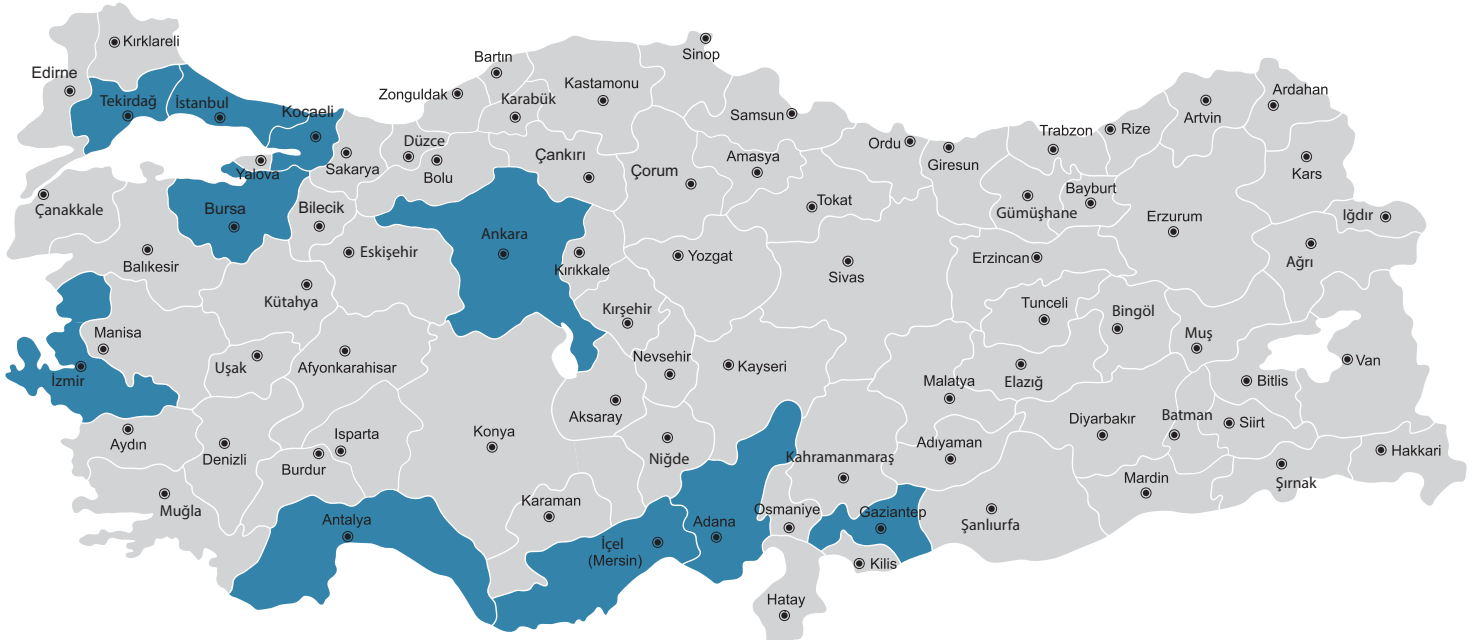 Kırklareli
Edirne
Tekirdağ
İstanbul
Kocaeli
Yalova
Sakarya
Düzce
Bolu
Zonguldak
Bartın
Karabük
Kastamonu
Sinop
Samsun
Çankırı
Çorum
Amasya
Tokat
Ordu
Giresun
Trabzon
Rize
Artvin
Ardahan
Kars
Iğdır
Ağrı
Erzurum
Bayburt
Gümüşhane
Çanakkale
Bursa
Bilecik
Balıkesir
Eskişehir
Kütahya
Ankara
Kırıkkale
Yozgat
Sivas
Erzincan
Tunceli
Bingöl
Muş
Van
Bitlis
Manisa
İzmir
Uşak
Afyonkarahisar
Kırşehir
Nevsehir
Kayseri
Malatya
Elazığ
Aksaray
Diyarbakır
Batman
Siirt
Hakkari
Şırnak
Mardin
Aydın
Denizli
Burdur
Isparta
Konya
Niğde
Kahramanmaraş
Adıyaman
Muğla
Antalya
Karaman
İçel
(Mersin)
Adana
Osmaniye
Gaziantep
Şanlıurfa
Kilis
Hatay